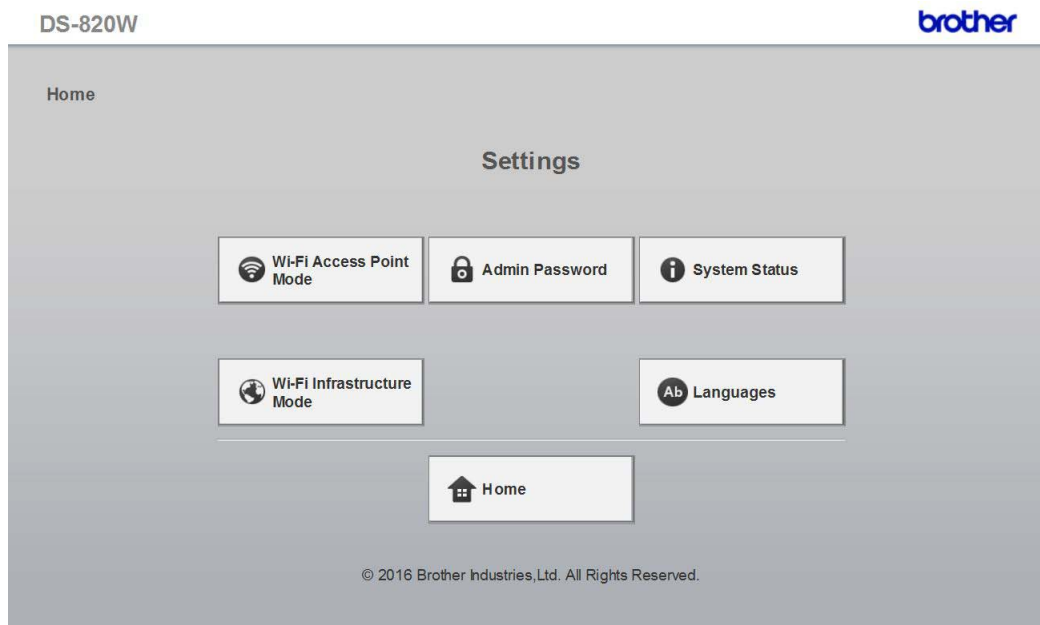 DS-820W
brother
Home
Settings
Wi-Fi Access Point
Mode
Admin Password
System Status
Wi-Fi Infrastructure
Mode
Ab
Languages
Home
© 2016 Brother Industries,Ltd. All Rights Reserved.